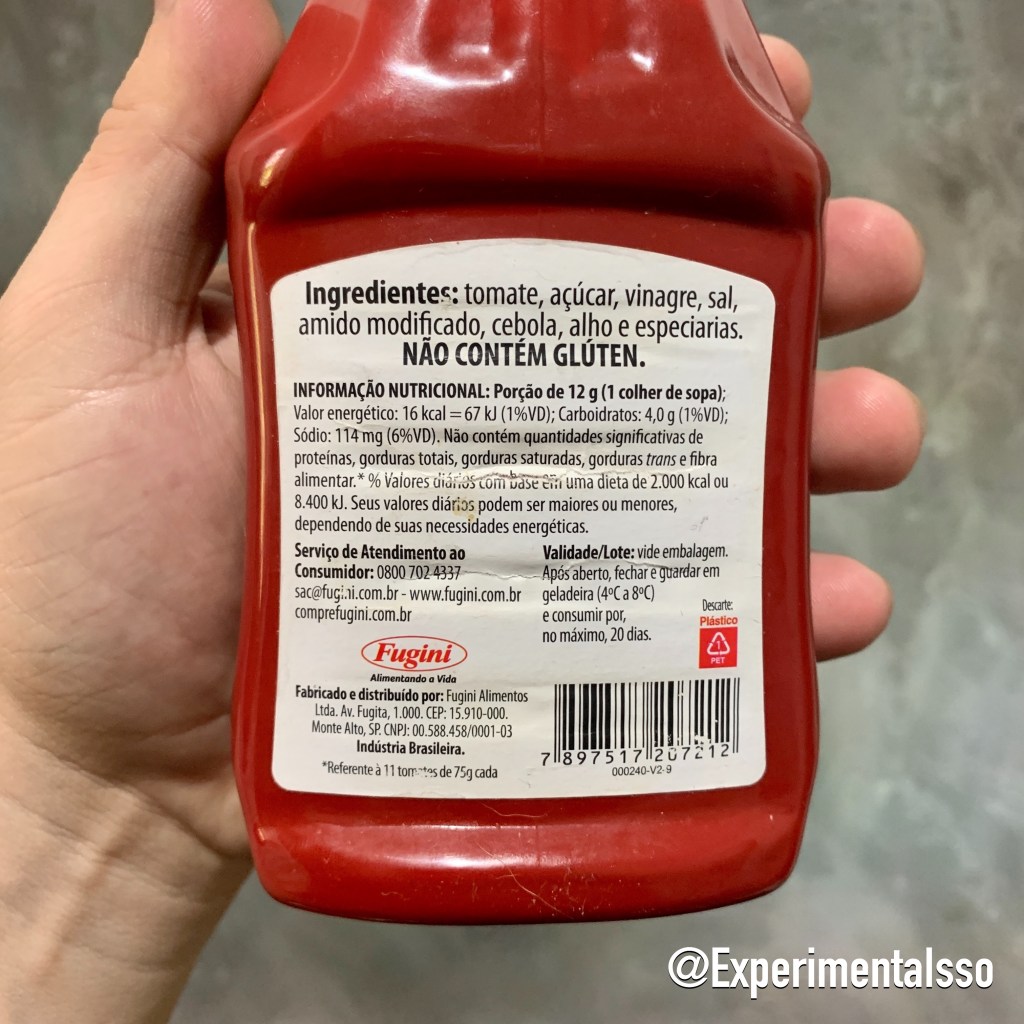 Ingredientes: tomate, açúcar, vinagre, sal,
amido modificado, cebola, alho e especiarias.
NÃO CONTÉM GLÚTEN.
INFORMAÇÃO NUTRICIONAL: Porção de 12 g (1 colher de sopa);
Valor energético: 16 kcal = 67 kJ (1%VD); Carboidratos: 4,0 g (1%VD);
Sódio: 114 mg (6%VD). Não contém quantidades significativas de
proteínas, gorduras totais, gorduras saturadas, gorduras trans e fibra
alimentar.* % Valores diários com base em uma dieta de 2.000 kcal ou
8.400 kJ. Seus valores diários podem ser maiores ou menores,
dependendo de suas necessidades energéticas.
Serviço de Atendimento ao
Consumidor: 0800 702 4337
sac@fugini.com.br - www.fugini.com.br
comprefugini.com.br
Validade/Lote: vide embalagem.
Após aberto, fechar e guardar em
geladeira (4ºC a 8ºC)
e consumir por,
no máximo, 20 dias.
Descarte:
Plástico
1
PET
Fugini
Alimentando a Vida
Fabricado e distribuído por: Fugini Alimentos
Ltda. Av. Fugita, 1.000. CEP: 15.910-000.
Monte Alto, SP. CNPJ: 00.588.458/0001-03
Indústria Brasileira.
*Referente à 11 tomates de 75g cada
7 897517 207212
000240-V2-9
@ExperimentaIsso